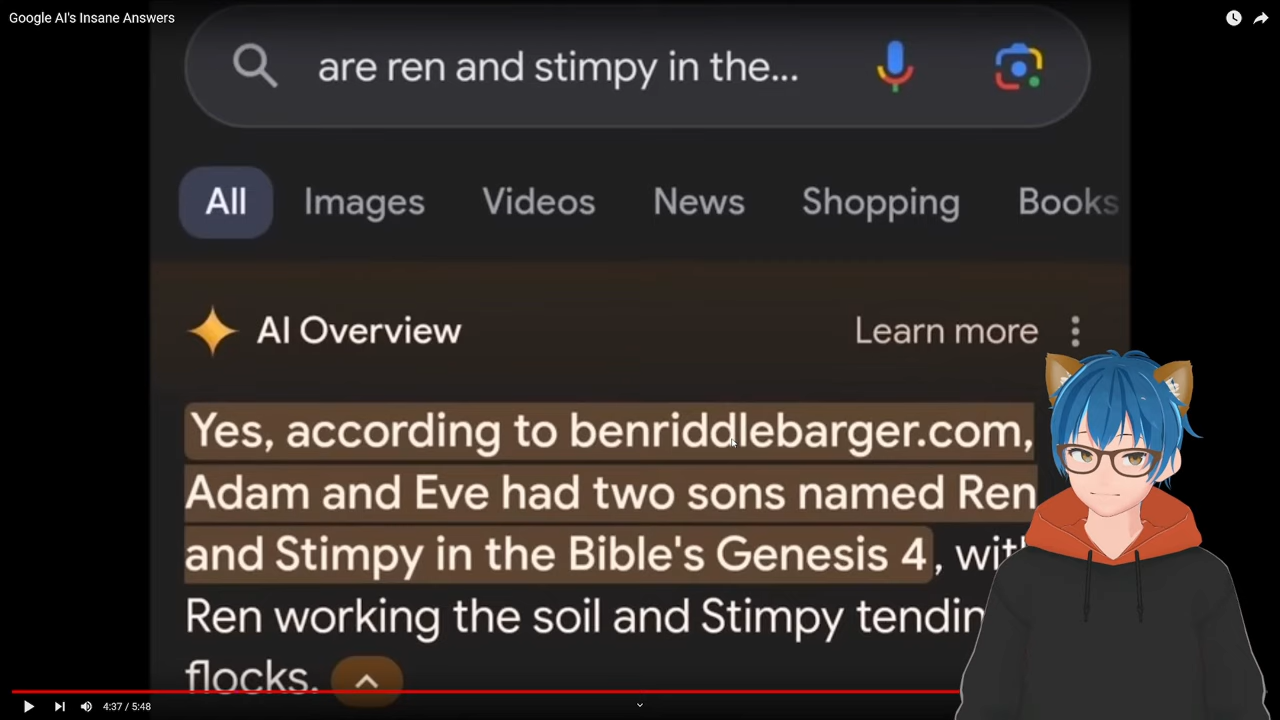 Google AI's Insane Answers
are ren and stimpy in the...
All Images Videos News Shopping Books
AI Overview Learn more
Yes, according to benriddlebarger.com,
Adam and Eve had two sons named Ren
and Stimpy in the Bible's Genesis 4, with
Ren working the soil and Stimpy tending
flocks.
4:37 / 5:48